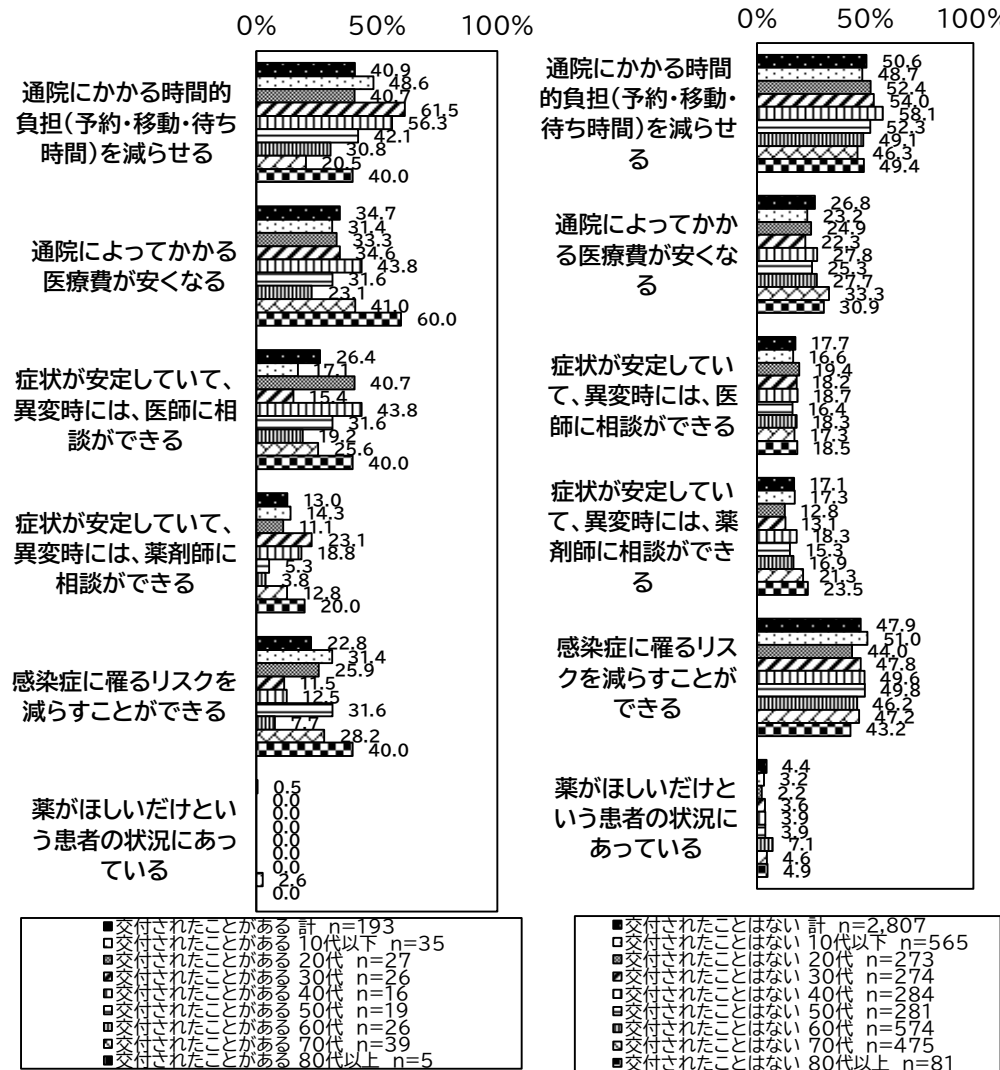 0% 50% 100%
通院にかかる時間的
負担(予約・移動・待ち
時間)を減らせる
40.9
48.6
40.7
61.5
56.3
42.1
30.8
20.5
40.0
通院によってかかる
医療費が安くなる
34.7
31.4
33.3
34.6
43.8
31.6
23.1
41.0
60.0
症状が安定していて、
異変時には、医師に相
談ができる
26.4
17.1
40.7
15.4
43.8
31.6
19.2
25.6
40.0
症状が安定していて、
異変時には、薬剤師に
相談ができる
13.0
14.3
11.1
23.1
18.8
5.3
3.8
12.8
20.0
感染症に罹るリスクを
減らすことができる
22.8
31.4
25.9
11.5
12.5
31.6
7.7
28.2
40.0
薬がほしいだけとい
う患者の状況にあっ
ている
0.5
0.0
0.0
0.0
0.0
0.0
0.0
2.6
0.0
交付されたことがある 計 n=193
交付されたことがある 10代以下 n=35
交付されたことがある 20代 n=27
交付されたことがある 30代 n=26
交付されたことがある 40代 n=16
交付されたことがある 50代 n=19
交付されたことがある 60代 n=26
交付されたことがある 70代 n=39
交付されたことがある 80代以上 n=5
0% 50% 100%
通院にかかる時間
的負担(予約・移動・
待ち時間)を減らせ
る
50.6
48.7
52.4
54.0
58.1
52.3
49.1
46.3
49.4
通院によってかか
る医療費が安くな
る
26.8
23.2
24.9
22.3
27.8
25.3
27.7
33.3
30.9
症状が安定してい
て、異変時には、医
師に相談ができる
17.7
16.6
19.4
18.2
18.7
16.4
18.3
17.3
18.5
症状が安定してい
て、異変時には、薬
剤師に相談ができ
る
17.1
17.3
12.8
13.1
18.3
15.3
16.9
21.3
23.5
感染症に罹るリス
クを減らすことが
できる
47.9
51.0
44.0
47.8
49.6
49.8
46.2
47.2
43.2
薬がほしいだけと
いう患者の状況に
あっている
4.4
3.2
2.2
3.6
3.9
3.9
7.1
4.6
4.9
交付されたことはない 計 n=2,807
交付されたことはない 10代以下 n=565
交付されたことはない 20代 n=273
交付されたことはない 30代 n=274
交付されたことはない 40代 n=284
交付されたことはない 50代 n=281
交付されたことはない 60代 n=574
交付されたことはない 70代 n=475
交付されたことはない 80代以上 n=81